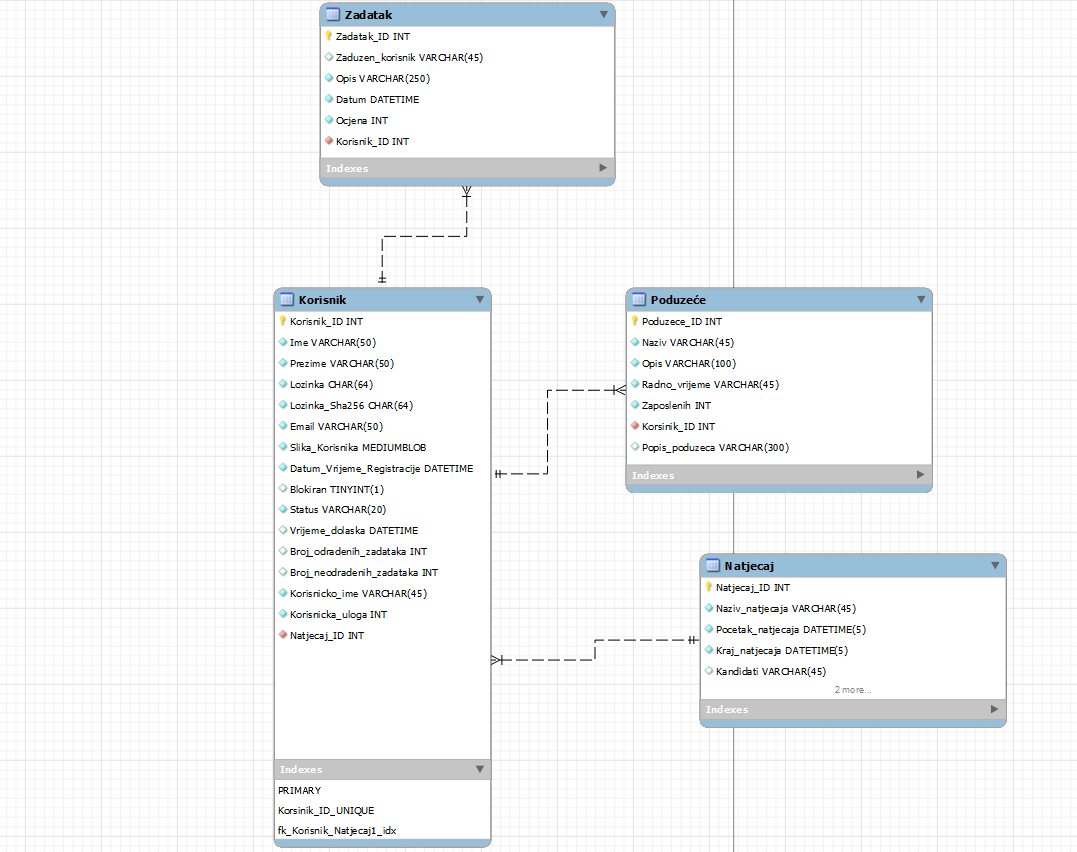 Zadatak
Zadatak_ID INT
Zaduzen_korisnik VARCHAR(45)
Opis VARCHAR(250)
Datum DATETIME
Ocjena INT
Korisnik_ID INT
Indexes
Korisnik
Korisnik_ID INT
Ime VARCHAR(50)
Prezime VARCHAR(50)
Lozinka CHAR(64)
Lozinka_Sha256 CHAR(64)
Email VARCHAR(50)
Slika_Korisnika MEDIUMBLOB
Datum_Vrijeme_Registracije DATETIME
Blokiran TINYINT(1)
Status VARCHAR(20)
Vrijeme_dolaska DATETIME
Broj_odradenih_zadataka INT
Broj_neodradenih_zadataka INT
Korisnicko_ime VARCHAR(45)
Korisnicka_uloga INT
Natjecaj_ID INT
Indexes
PRIMARY
Korsinik_ID_UNIQUE
fk_Korisnik_Natjecaj1_idx
Poduzeće
Poduzece_ID INT
Naziv VARCHAR(45)
Opis VARCHAR(100)
Radno_vrijeme VARCHAR(45)
Zaposlenih INT
Korsinik_ID INT
Popis_poduzeca VARCHAR(300)
Indexes
Natjecaj
Natjecaj_ID INT
Naziv_natjecaja VARCHAR(45)
Pocetak_natjecaja DATETIME(5)
Kraj_natjecaja DATETIME(5)
Kandidati VARCHAR(45)
2 more...
Indexes